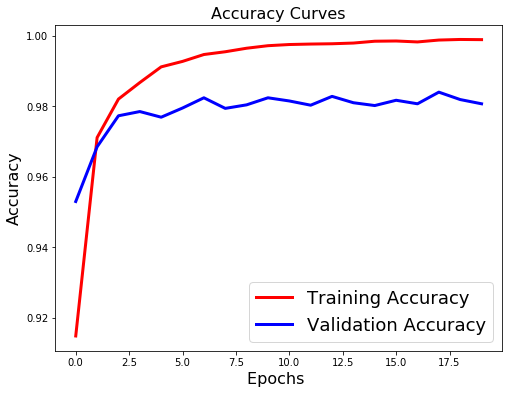 Accuracy Curves
1.00
0.98
0.96
0.94
0.92
Accuracy
Training Accuracy
Validation Accuracy
0.0 2.5 5.0 7.5 10.0 12.5 15.0 17.5
Epochs